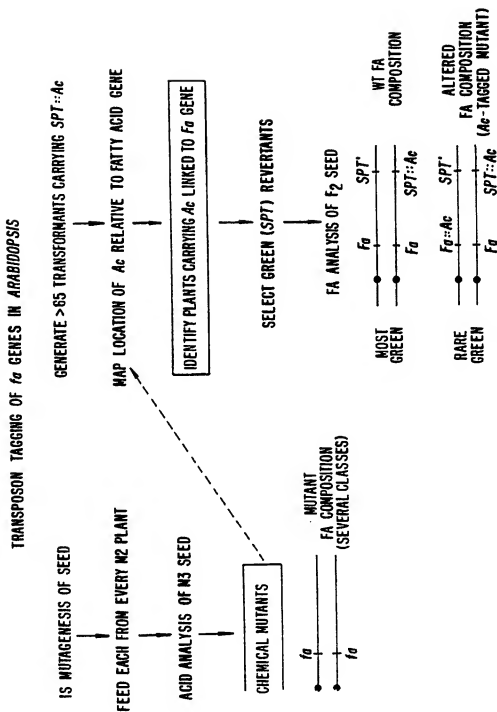 TRANSPOSON TAGGING OF fa GENES IN ARABIDOPSIS
IS MUTAGENESIS OF SEED
FEED EACH FROM EVERY M2 PLANT
ACID ANALYSIS OF M3 SEED
CHEMICAL MUTANTS
MUTANT
FA COMPOSITION
(SEVERAL CLASSES)
fa
fa
GENERATE >65 TRANSFORMANTS CARRYING SPT::Ac
MAP LOCATION OF Ac RELATIVE TO FATTY ACID GENE
IDENTIFY PLANTS CARRYING Ac LINKED TO Fa GENE
SELECT GREEN (SPT) REVERTANTS
FA ANALYSIS OF F2 SEED
MOST
GREEN
Fa SPT'
Fa SPT::Ac
WT FA
COMPOSITION
RARE
GREEN
Fa::Ac SPT'
Fa SPT::Ac
ALTERED
FA COMPOSITION
(Ac-TAGGED MUTANT)